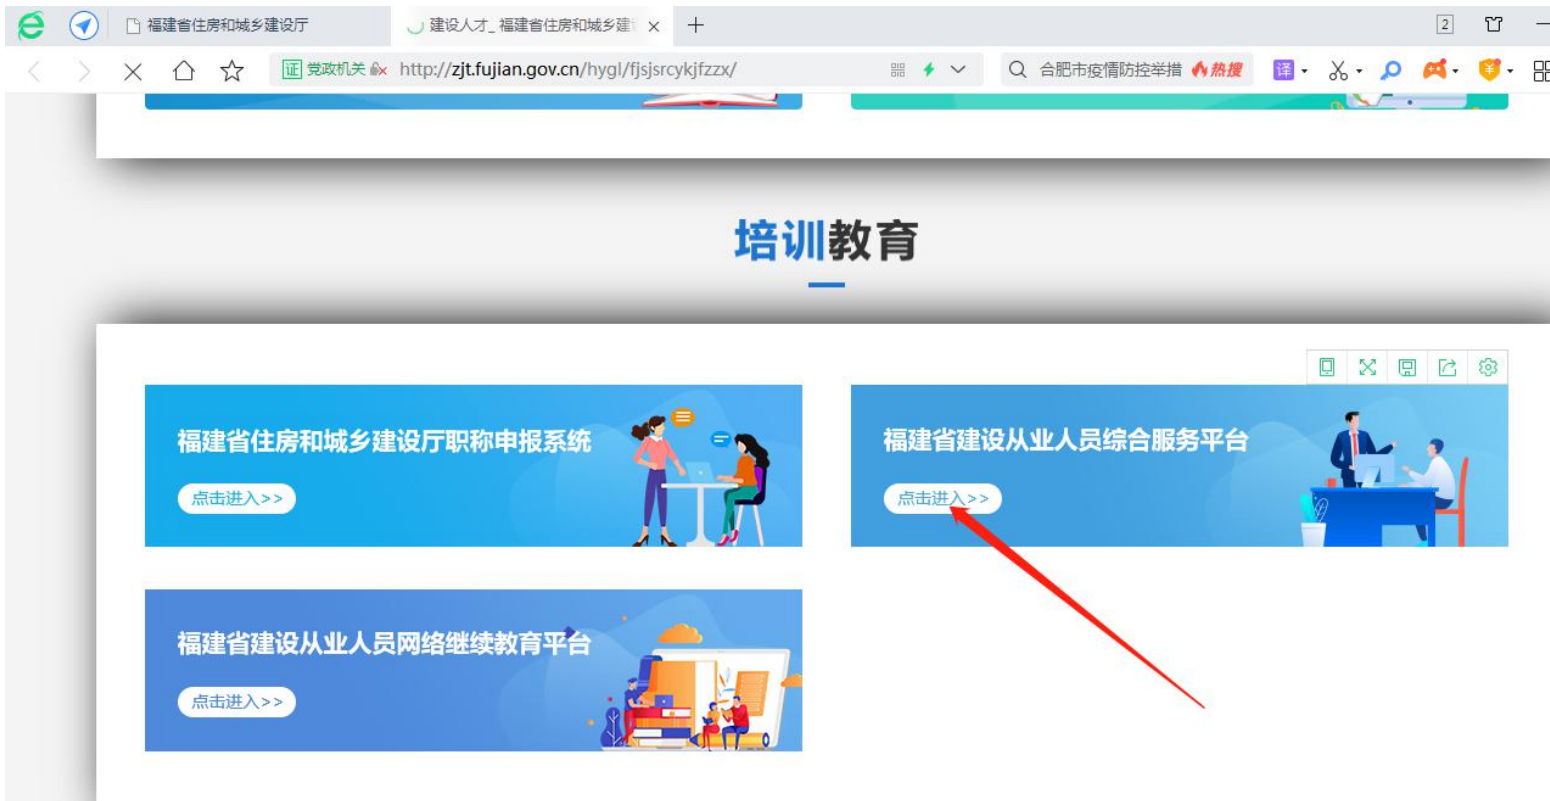 福建省住房和城乡建设厅
建设人才_ 福建省住房和城乡建
2
证 党政机关
http://zjt.fujian.gov.cn/hygl/fjsjsrcykjfzzx/
合肥市疫情防控举措
热搜
译
培训教育
福建省住房和城乡建设厅职称申报系统
点击进入>>
福建省建设从业人员综合服务平台
点击进入>>
福建省建设从业人员网络继续教育平台
点击进入>>